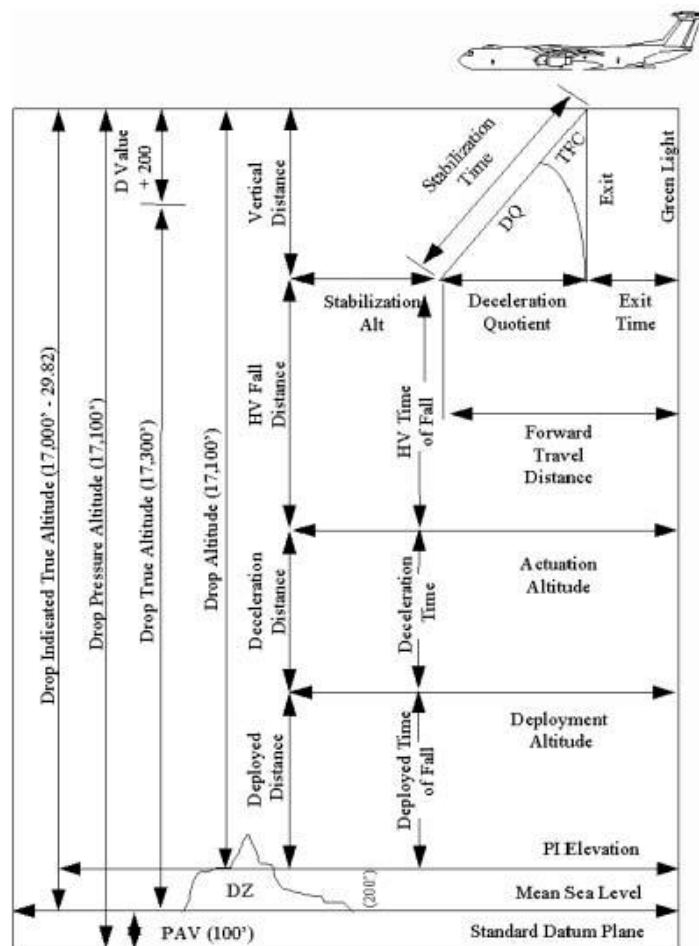 Stabilization
Time
TFC
DQ
Exit
Green Light
D Value
+ 200
Vertical
Distance
Stabilization
Alt
Deceleration
Quotient
Exit
Time
Drop Indicated True Altitude (17,000' - 29.82)
Drop Pressure Altitude (17,100')
Drop True Altitude (17,300')
Drop Altitude (17,100')
HV Fall
Distance
HV Time
of Fall
Forward
Travel
Distance
Deceleration
Distance
Deceleration
Time
Actuation
Altitude
Deployed
Distance
Deployed Time
of Fall
Deployment
Altitude
PI Elevation
DZ
(200')
Mean Sea Level
PAV (100')
Standard Datum Plane